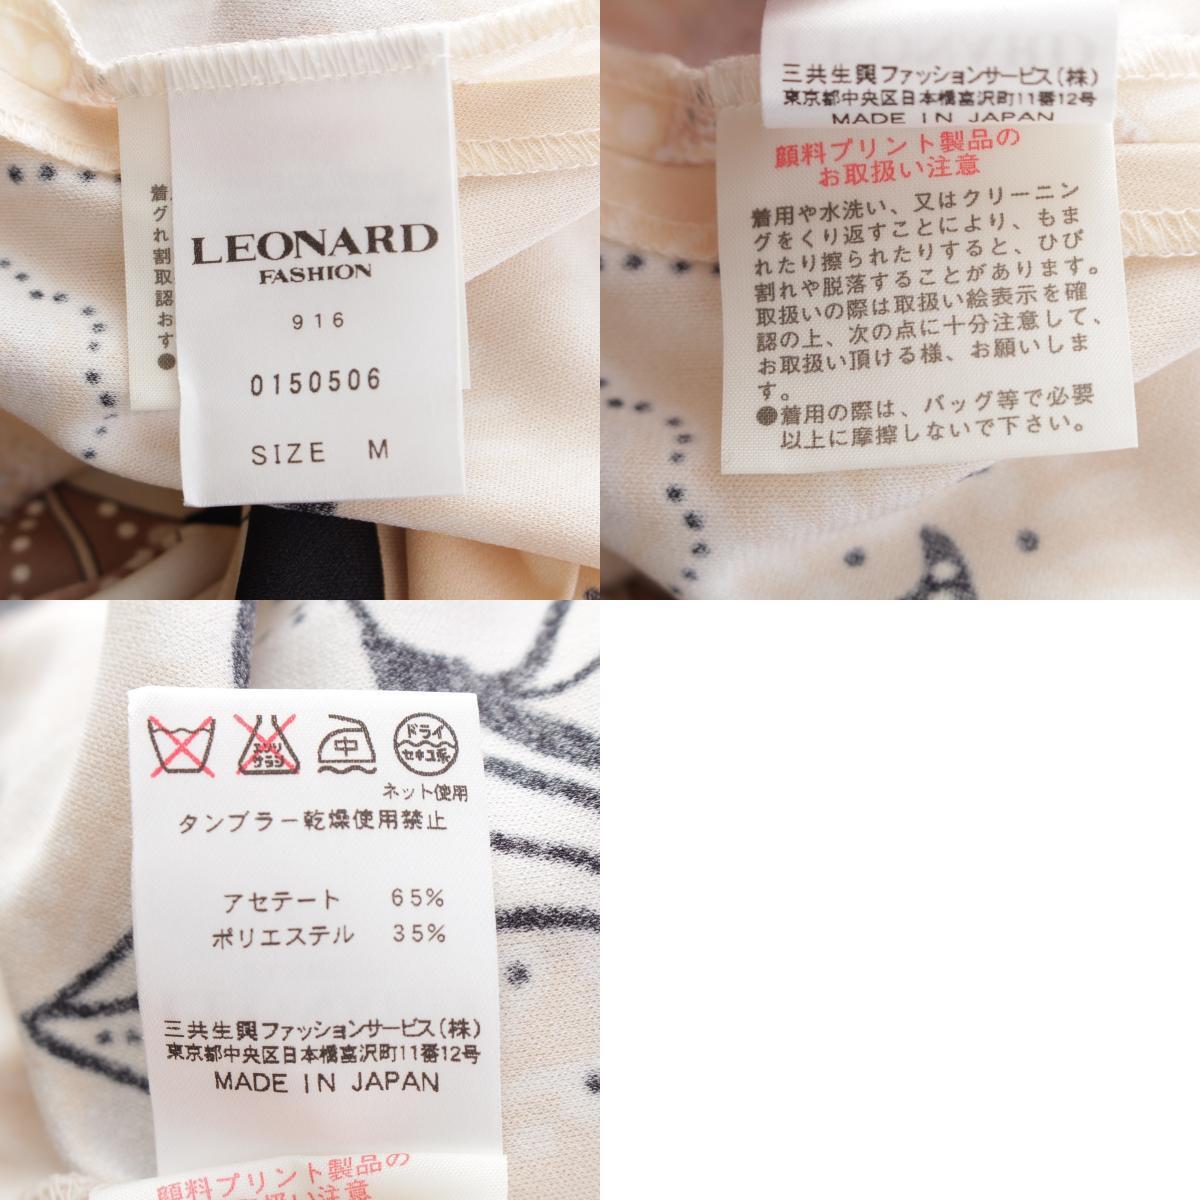 着
グ
れ
割
取
認
お
す
●
LEONARD
FASHION
916
0150506
SIZE M
三共生興ファッションサービス(株)
東京都中央区日本橋富沢町11番12号
MADE IN JAPAN
顔料プリント製品の
お取扱い注意
着用や水洗い、又はクリーニン
グをくり返すことにより、もま
れたり擦られたりすると、ひび
割れや脱落することがあります。
取扱いの際は取扱い絵表示を確
認の上、次の点に十分注意して、
お取扱い頂ける様、お願いしま
す。
●着用の際は、バッグ等で必要
以上に摩擦しないで下さい。
エンソ
サラシ
中
ドライ
セキユ系
ネット使用
タンブラー乾燥使用禁止
アセテート 65%
ポリエステル 35%
三共生興ファッションサービス(株)
東京都中央区日本橋富沢町11番12号
MADE IN JAPAN
顔料プリント製品の
お取扱い注意